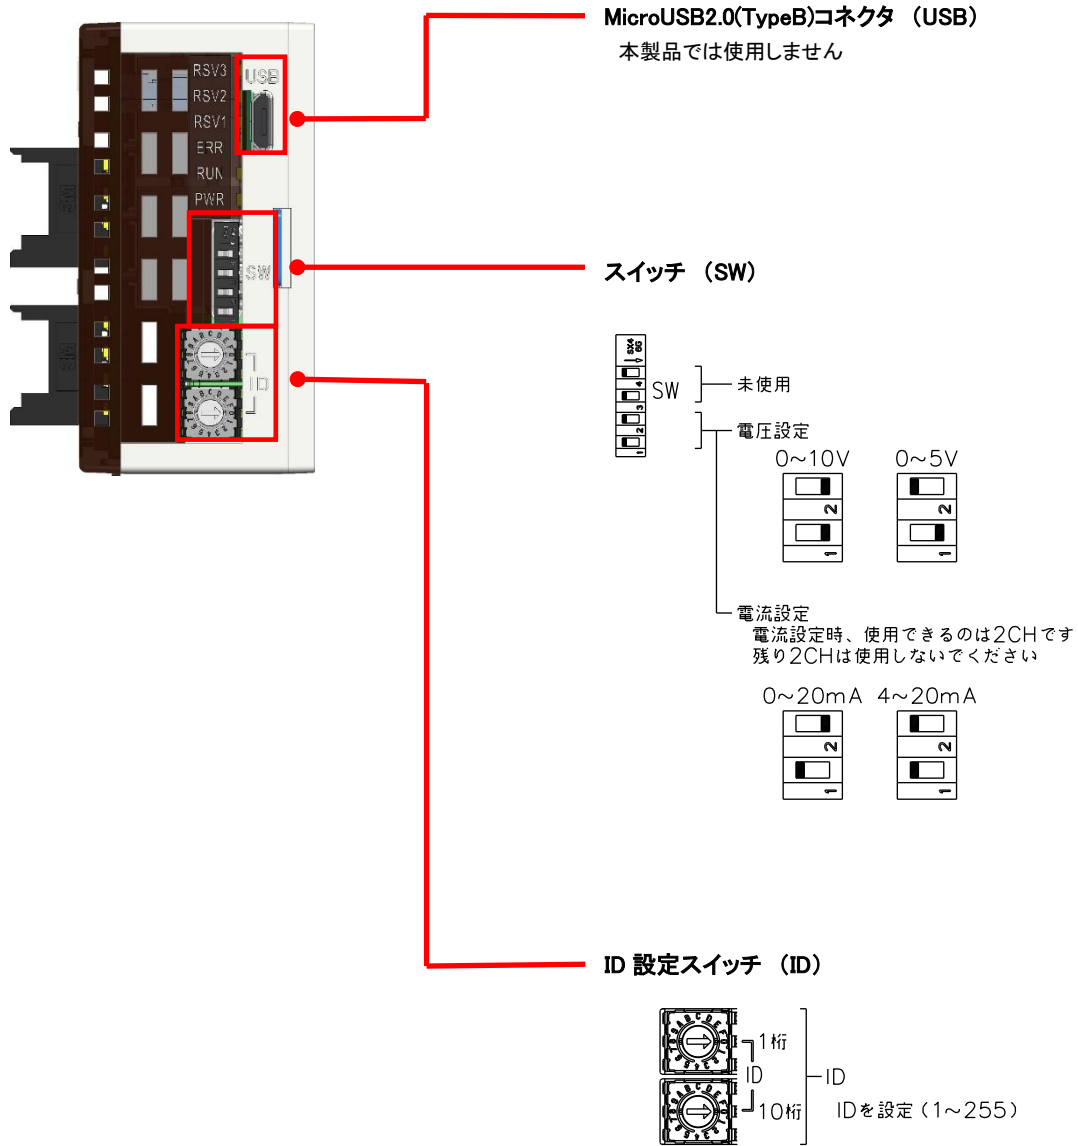 MicroUSB2.0(TypeB)コネクタ （USB）
本製品では使用しません
RSV3
USB
RSV2
RSV1
ERR
RUN
PWR
SW
ID
スイッチ （SW）
SW
4
3
2
1
未使用
電圧設定
0~10V 0~5V
2 2
1 1
電流設定
電流設定時、使用できるのは2CHです
残り2CHは使用しないでください
0~20mA 4~20mA
2 2
1 1
ID 設定スイッチ （ID）
1桁
ID
10桁
ID
IDを設定（1~255）